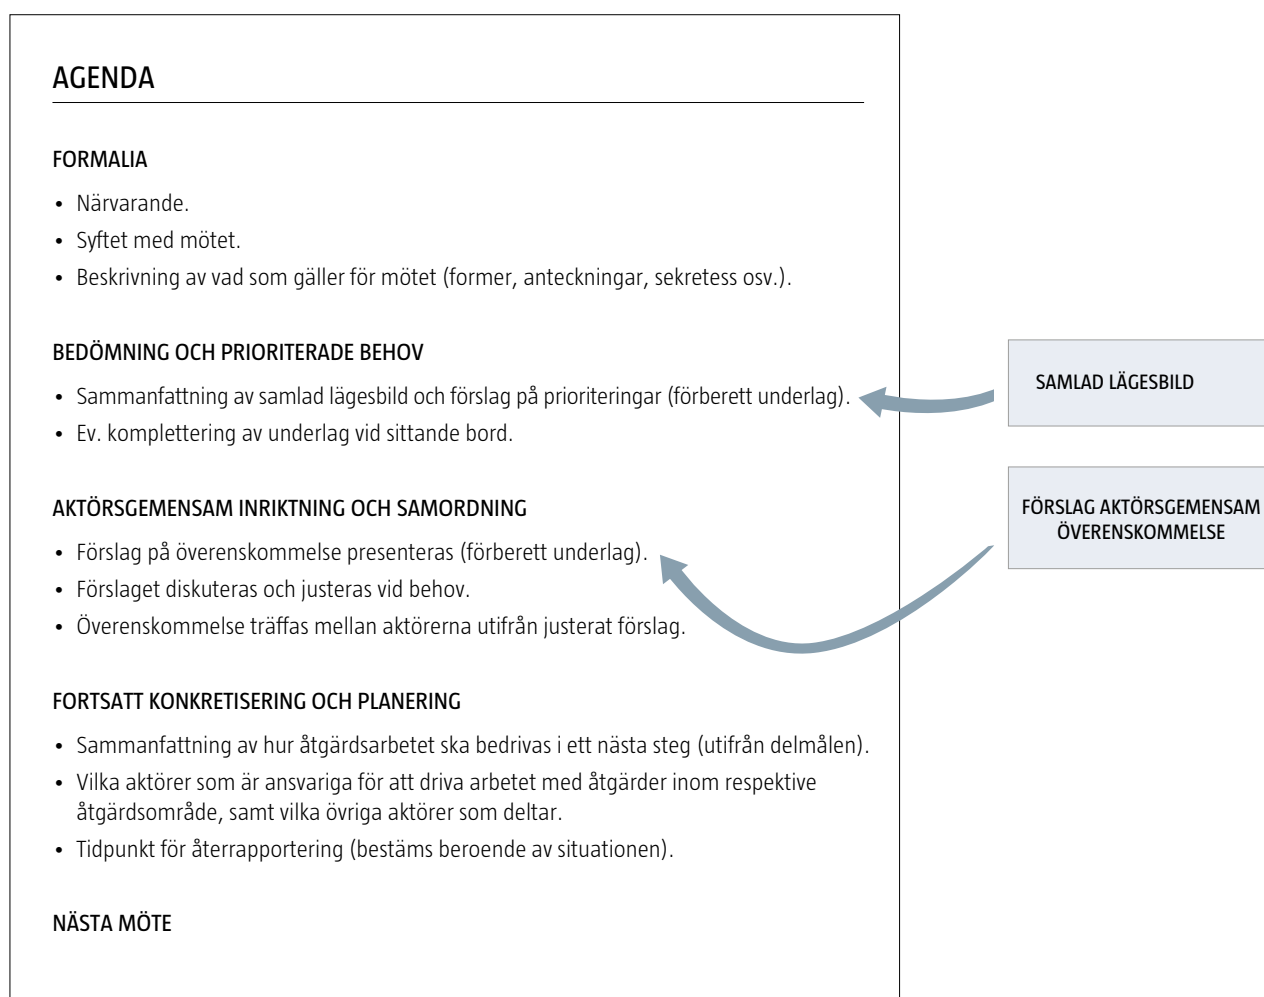 AGENDA
FORMALIA
• Närvarande.
• Syftet med mötet.
• Beskrivning av vad som gäller för mötet (former, anteckningar, sekretess osv.).
BEDÖMNING OCH PRIORITERADE BEHOV
• Sammanfattning av samlad lägesbild och förslag på prioriteringar (förberett underlag).
• Ev. komplettering av underlag vid sittande bord.
AKTÖRSGEMENSAM INRIKTNING OCH SAMORDNING
• Förslag på överenskommelse presenteras (förberett underlag).
• Förslaget diskuteras och justeras vid behov.
• Överenskommelse träffas mellan aktörerna utifrån justerat förslag.
FORTSATT KONKRETISERING OCH PLANERING
• Sammanfattning av hur åtgärdsarbetet ska bedrivas i ett nästa steg (utifrån delmålen).
• Vilka aktörer som är ansvariga för att driva arbetet med åtgärder inom respektive
åtgärdsområde, samt vilka övriga aktörer som deltar.
• Tidpunkt för återrapportering (bestäms beroende av situationen).
NÄSTA MÖTE
SAMLAD LÄGESBILD
FÖRSLAG AKTÖRSGEMENSAM
ÖVERENSKOMMELSE